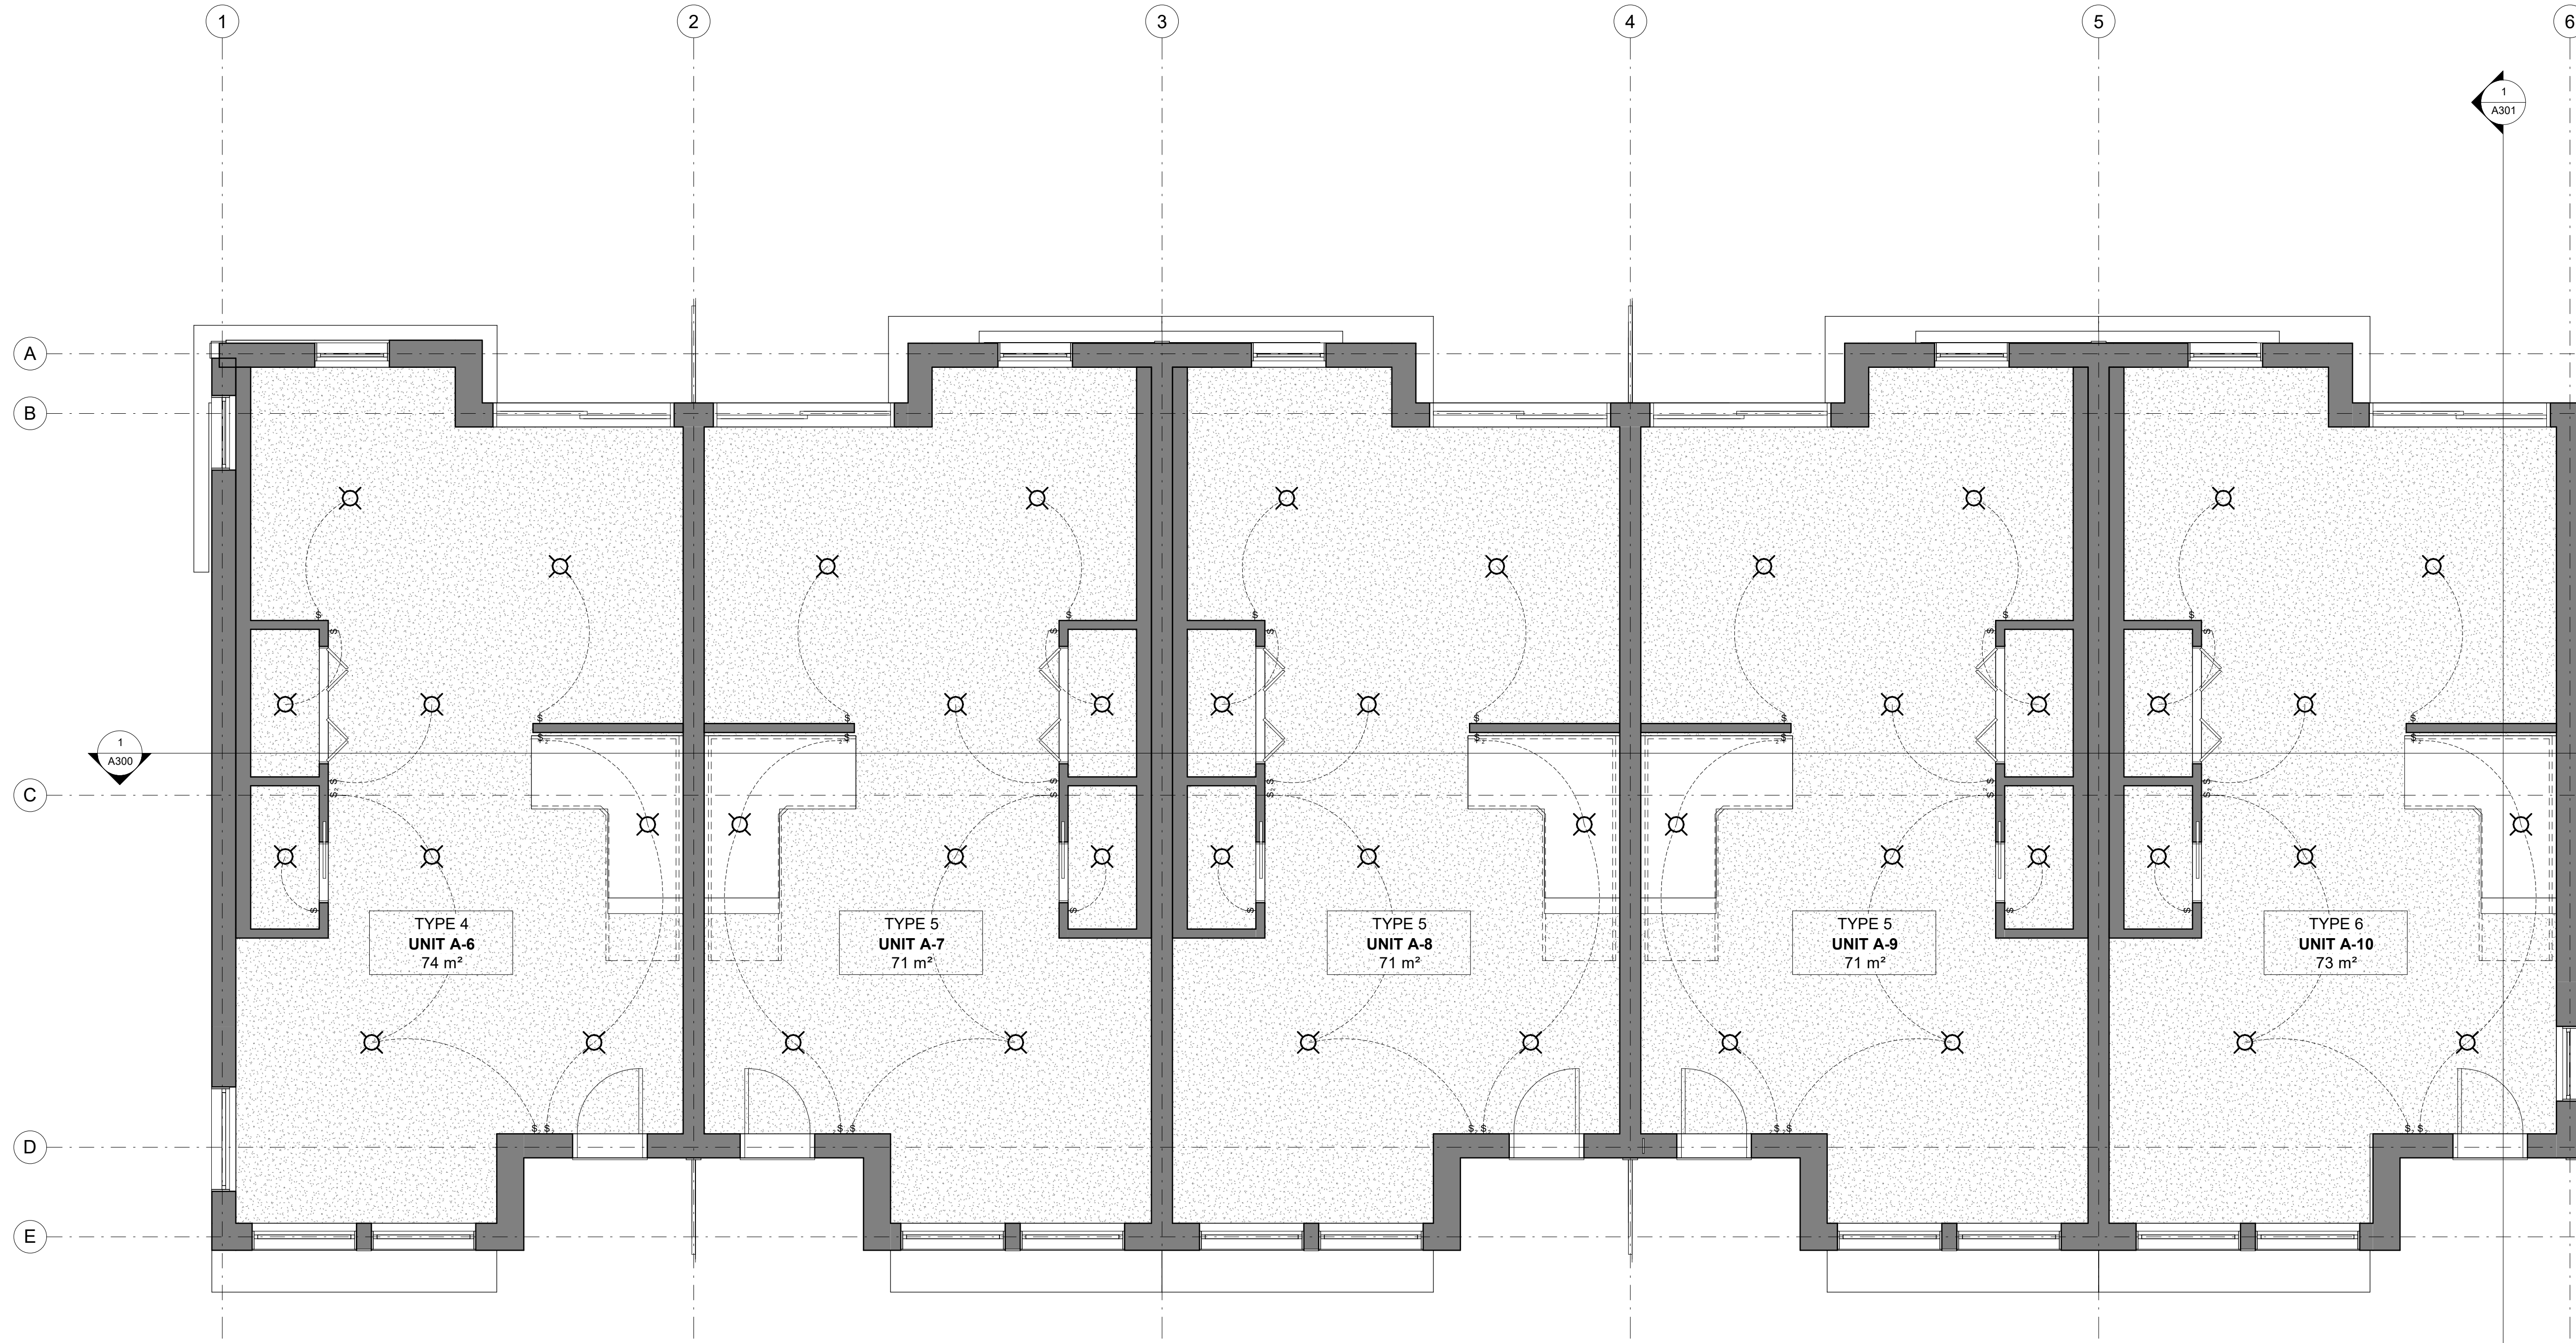 1
2
3
4
5
6
1
A301
A
B
C
D
E
1
A300
TYPE 4
UNIT A-6
74 m²
TYPE 5
UNIT A-7
71 m²
TYPE 5
UNIT A-8
71 m²
TYPE 5
UNIT A-9
71 m²
TYPE 6
UNIT A-10
73 m²